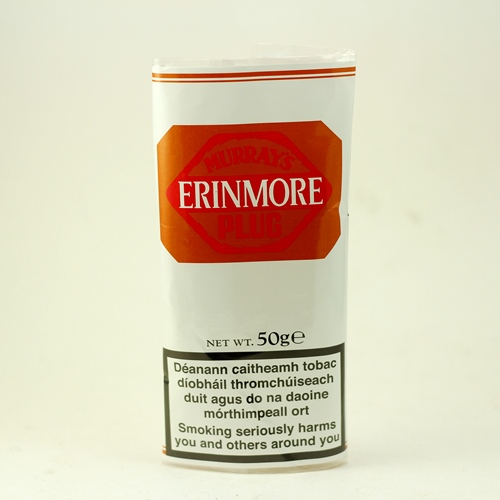 MURRAY'S
ERINMORE
PLUG
NET WT. 50g℮
Déanann caitheamh tobac
díobháil thromchúiseach
duit agus do na daoine
mórthimpeall ort
Smoking seriously harms
you and others around you